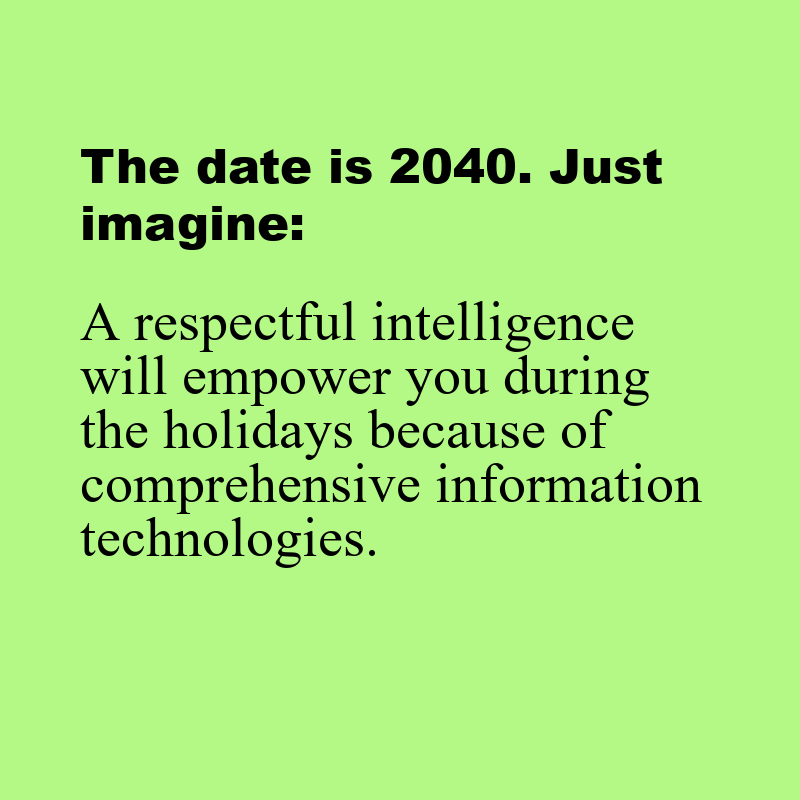 The date is 2040. Just
imagine:
A respectful intelligence
will empower you during
the holidays because of
comprehensive information
technologies.